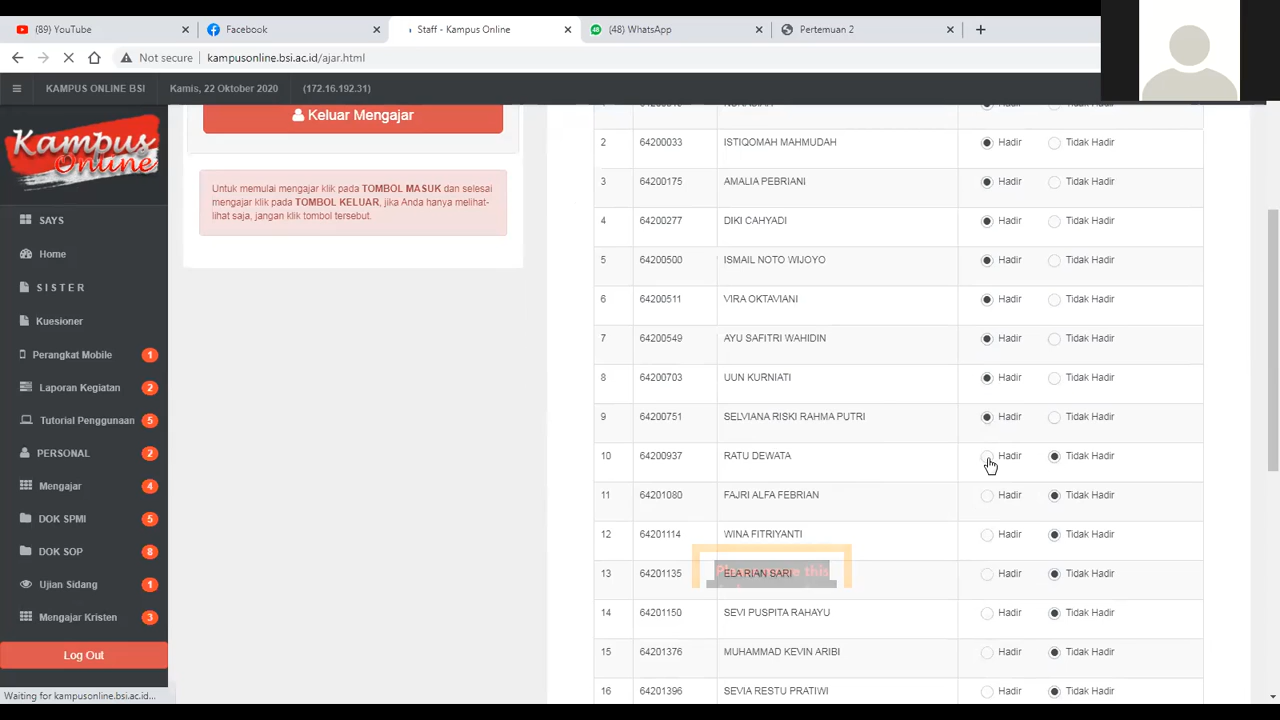 (89) YouTube
Facebook
Staff - Kampus Online
(48) WhatsApp
Pertemuan 2
Not secure
kampusonline.bsi.ac.id/ajar.html
KAMPUS ONLINE BSI
Kamis, 22 Oktober 2020
(172.16.192.31)
Kampus
Online
SAYS
Home
S I S T E R
Kuesioner
Perangkat Mobile 1
Laporan Kegiatan 2
Tutorial Penggunaan 5
PERSONAL 2
Mengajar 4
DOK SPMI 5
DOK SOP 8
Ujian Sidang 1
Mengajar Kristen 3
Log Out
Waiting for kampusonline.bsi.ac.id...
Keluar Mengajar
Untuk memulai mengajar klik pada TOMBOL MASUK dan selesai
mengajar klik pada TOMBOL KELUAR, jika Anda hanya melihat-
lihat saja, jangan klik tombol tersebut.
2 64200033 ISTIQOMAH MAHMUDAH Hadir Tidak Hadir
3 64200175 AMALIA PEBRIANI Hadir Tidak Hadir
4 64200277 DIKI CAHYADI Hadir Tidak Hadir
5 64200500 ISMAIL NOTO WIJOYO Hadir Tidak Hadir
6 64200511 VIRA OKTAVIANI Hadir Tidak Hadir
7 64200549 AYU SAFITRI WAHIDIN Hadir Tidak Hadir
8 64200703 UUN KURNIATI Hadir Tidak Hadir
9 64200751 SELVIANA RISKI RAHMA PUTRI Hadir Tidak Hadir
10 64200937 RATU DEWATA Hadir Tidak Hadir
11 64201080 FAJRI ALFA FEBRIAN Hadir Tidak Hadir
12 64201114 WINA FITRIYANTI Hadir Tidak Hadir
13 64201135 ELA RIAN SARI Hadir Tidak Hadir
14 64201150 SEVI PUSPITA RAHAYU Hadir Tidak Hadir
15 64201376 MUHAMMAD KEVIN ARIBI Hadir Tidak Hadir
16 64201396 SEVIA RESTU PRATIWI Hadir Tidak Hadir